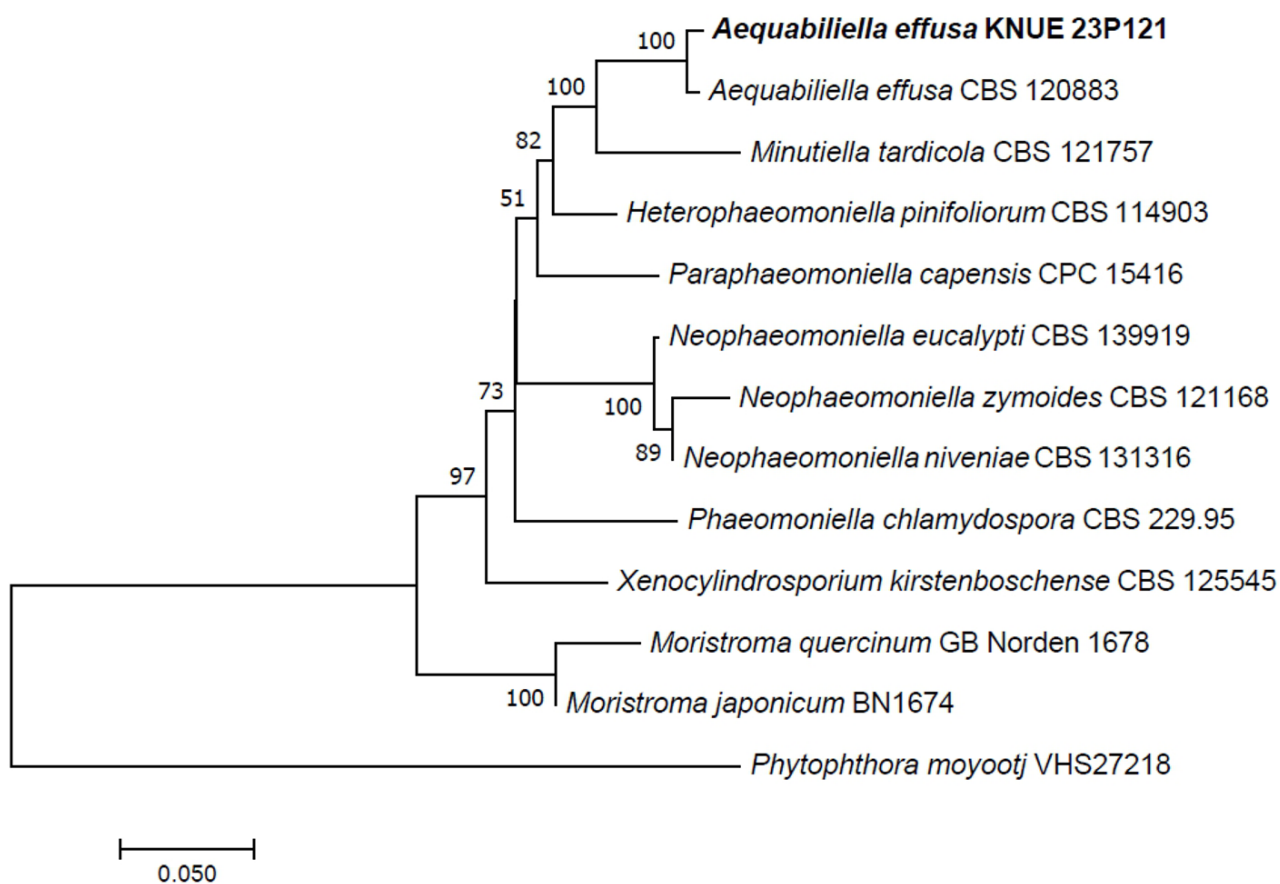 Aequabiliella effusa KNUE 23P121
100
Aequabiliella effusa CBS 120883
100
Minutiella tardicola CBS 121757
82
51
Heterophaeomoniella pinifoliorum CBS 114903
Paraphaeomoniella capensis CPC 15416
Neophaeomoniella eucalypti CBS 139919
73
100
Neophaeomoniella zymoides CBS 121168
89
Neophaeomoniella niveniae CBS 131316
97
Phaeomoniella chlamydospora CBS 229.95
Xenocylindrosporium kirstenboschense CBS 125545
Moristroma quercinum GB Norden 1678
100
Moristroma japonicum BN1674
Phytophthora moyootj VHS27218
0.050